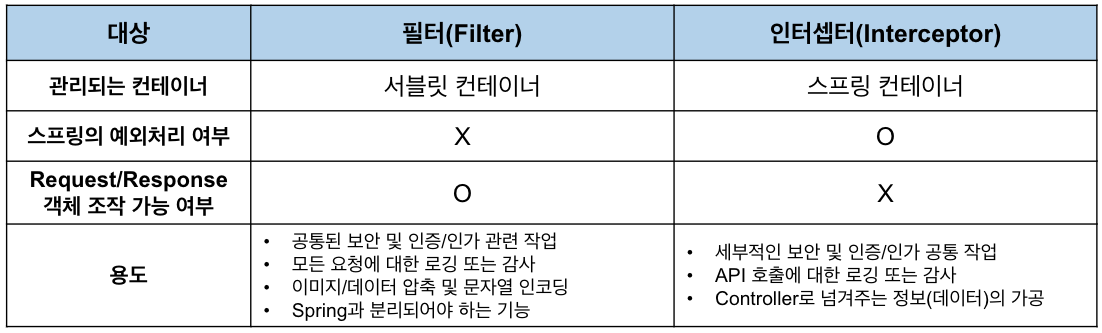 대상
필터(Filter)
인터셉터(Interceptor)
관리되는 컨테이너
서블릿 컨테이너
스프링 컨테이너
스프링의 예외처리 여부
X
O
Request/Response
객체 조작 가능 여부
O
X
용도
• 공통된 보안 및 인증/인가 관련 작업
• 모든 요청에 대한 로깅 또는 감사
• 이미지/데이터 압축 및 문자열 인코딩
• Spring과 분리되어야 하는 기능
• 세부적인 보안 및 인증/인가 공통 작업
• API 호출에 대한 로깅 또는 감사
• Controller로 넘겨주는 정보(데이터)의 가공